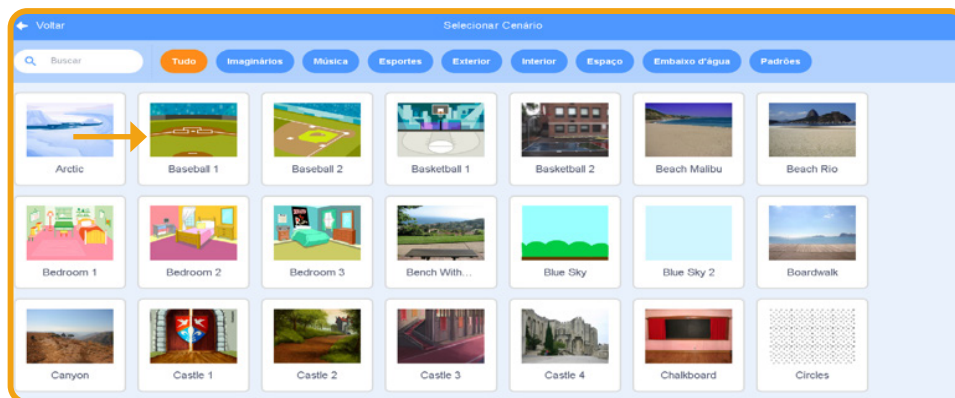 Voltar
Selecionar Cenário
Buscar
Tudo
Imaginários
Música
Esportes
Exterior
Interior
Espaço
Embaixo d'água
Padrões
Arctic
Baseball 1
Baseball 2
Basketball 1
Basketball 2
Beach Malibu
Beach Rio
Bedroom 1
Bedroom 2
Bedroom 3
Bench With...
Blue Sky
Blue Sky 2
Boardwalk
Canyon
Castle 1
Castle 2
Castle 3
Castle 4
Chalkboard
Circles